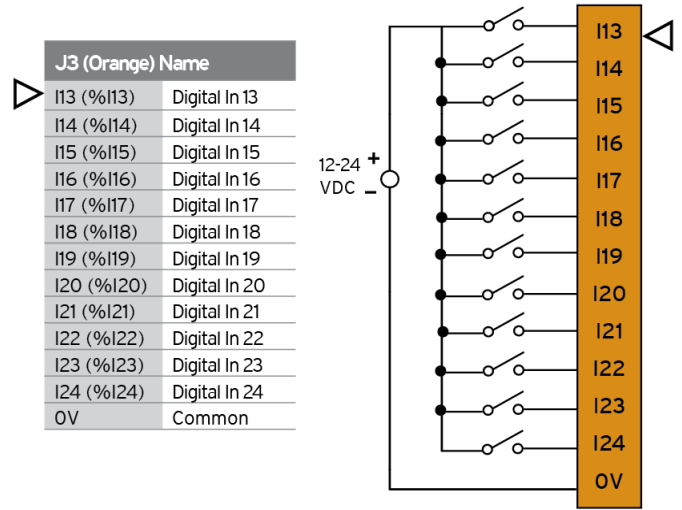 J3 (Orange) Name
I13 (%I13) Digital In 13
I14 (%I14) Digital In 14
I15 (%I15) Digital In 15
I16 (%I16) Digital In 16
I17 (%I17) Digital In 17
I18 (%I18) Digital In 18
I19 (%I19) Digital In 19
I20 (%I20) Digital In 20
I21 (%I21) Digital In 21
I22 (%I22) Digital In 22
I23 (%I23) Digital In 23
I24 (%I24) Digital In 24
0V Common
12-24 +
VDC –
I13
I14
I15
I16
I17
I18
I19
I20
I21
I22
I23
I24
0V